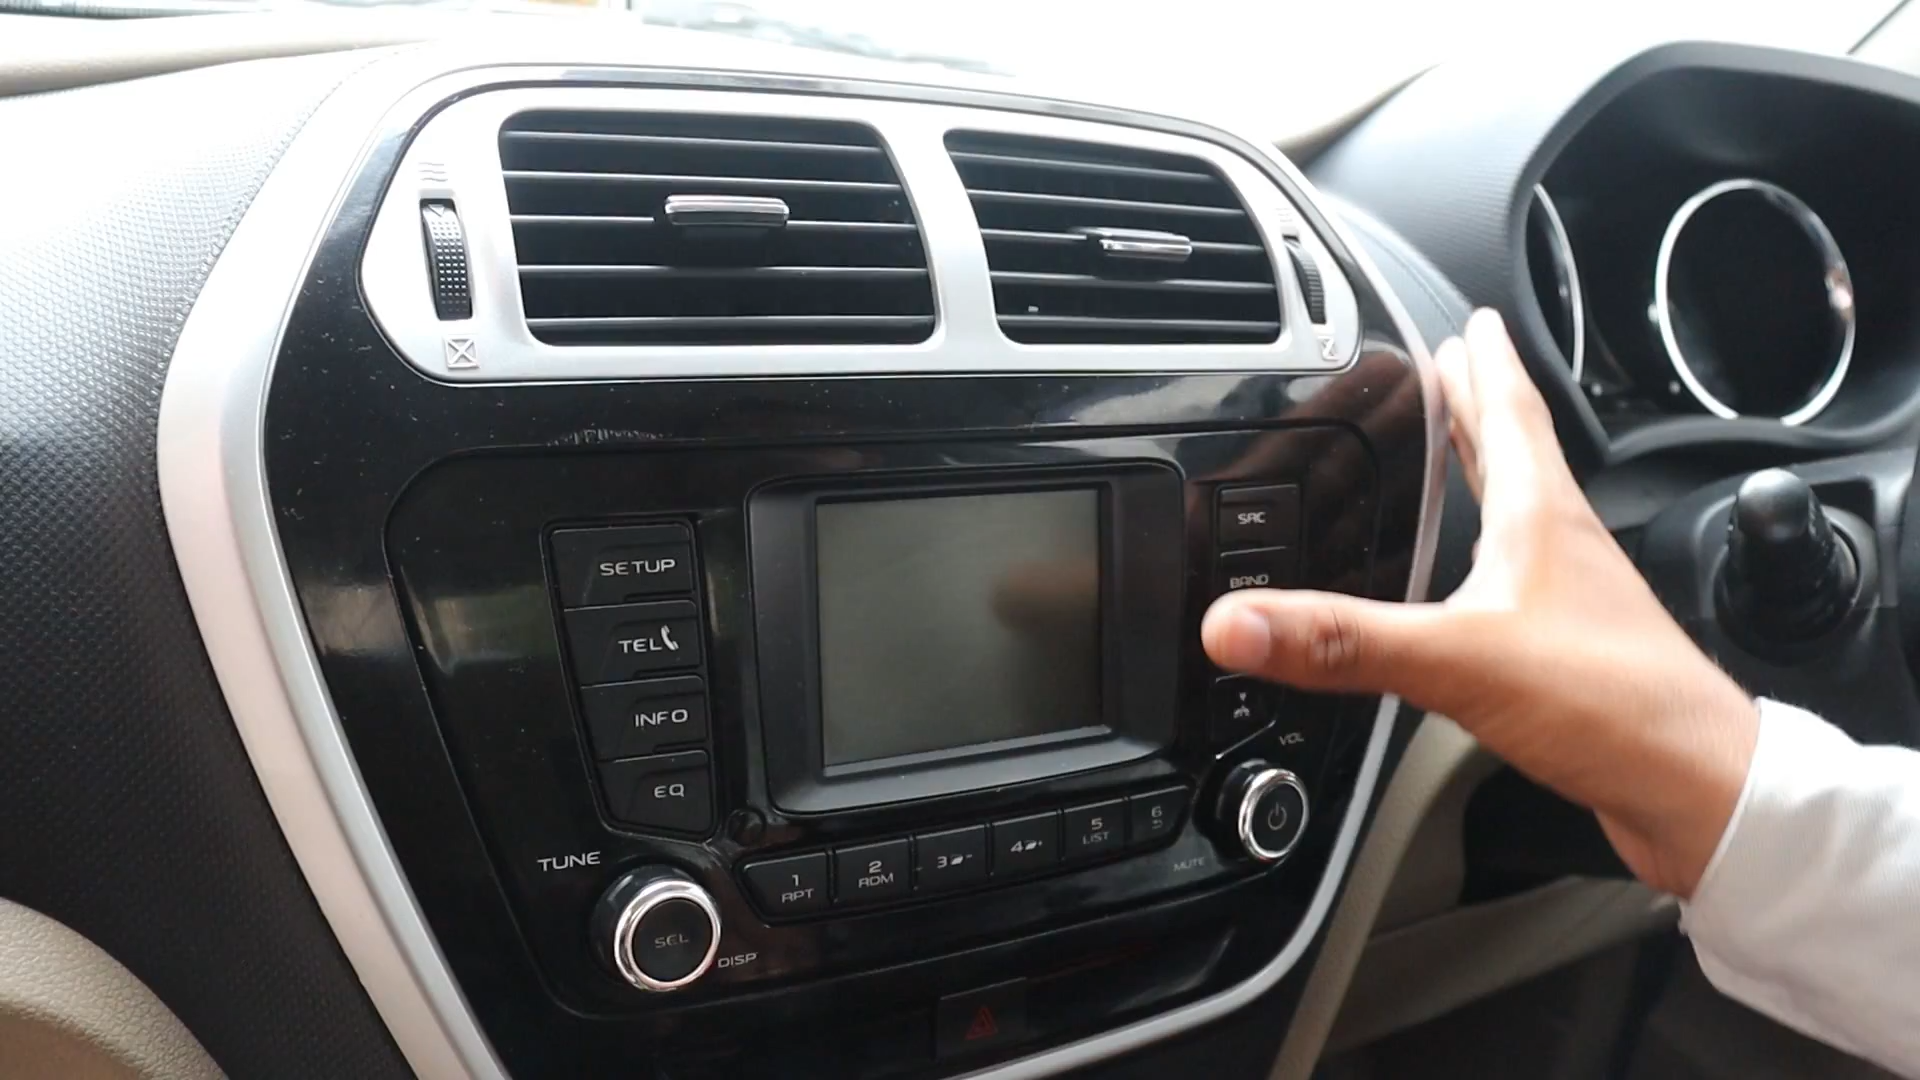 SETUP
TEL
INFO
EQ
TUNE
SEL
DISP
1
RPT
2
RDM
3 -
4 +
5
LIST
6
SRC
BAND
VOL
MUTE